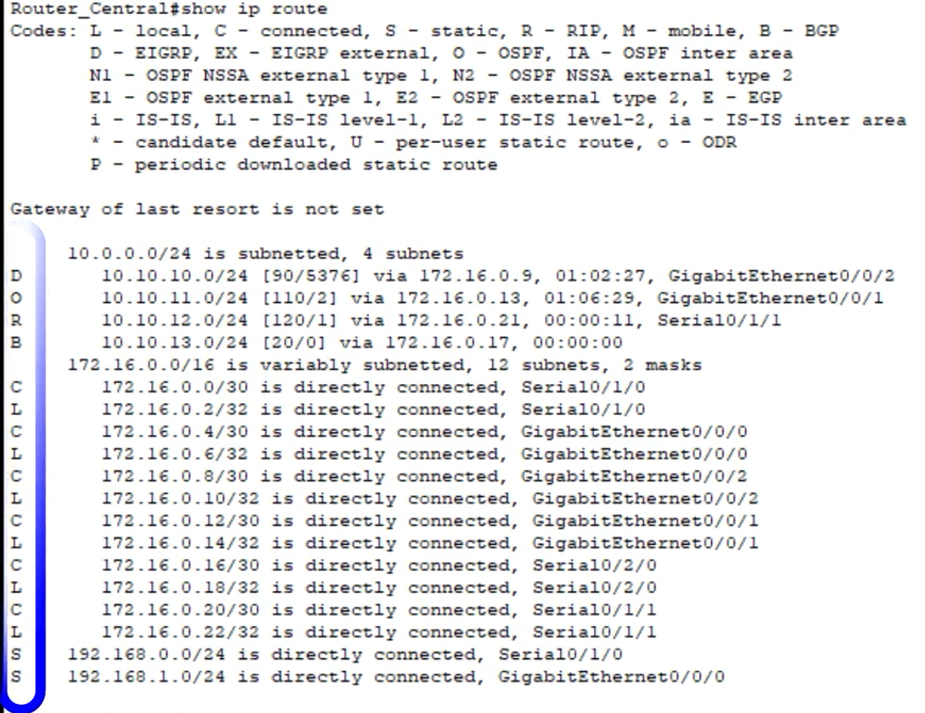 Router_Central#show ip route
Codes: L - local, C - connected, S - static, R - RIP, M - mobile, B - BGP
D - EIGRP, EX - EIGRP external, O - OSPF, IA - OSPF inter area
N1 - OSPF NSSA external type 1, N2 - OSPF NSSA external type 2
E1 - OSPF external type 1, E2 - OSPF external type 2, E - EGP
i - IS-IS, L1 - IS-IS level-1, L2 - IS-IS level-2, ia - IS-IS inter area
* - candidate default, U - per-user static route, o - ODR
P - periodic downloaded static route
Gateway of last resort is not set
10.0.0.0/24 is subnetted, 4 subnets
D 10.10.10.0/24 [90/5376] via 172.16.0.9, 01:02:27, GigabitEthernet0/0/2
O 10.10.11.0/24 [110/2] via 172.16.0.13, 01:06:29, GigabitEthernet0/0/1
R 10.10.12.0/24 [120/1] via 172.16.0.21, 00:00:11, Serial0/1/1
B 10.10.13.0/24 [20/0] via 172.16.0.17, 00:00:00
172.16.0.0/16 is variably subnetted, 12 subnets, 2 masks
C 172.16.0.0/30 is directly connected, Serial0/1/0
L 172.16.0.2/32 is directly connected, Serial0/1/0
C 172.16.0.4/30 is directly connected, GigabitEthernet0/0/0
L 172.16.0.6/32 is directly connected, GigabitEthernet0/0/0
C 172.16.0.8/30 is directly connected, GigabitEthernet0/0/2
L 172.16.0.10/32 is directly connected, GigabitEthernet0/0/2
C 172.16.0.12/30 is directly connected, GigabitEthernet0/0/1
L 172.16.0.14/32 is directly connected, GigabitEthernet0/0/1
C 172.16.0.16/30 is directly connected, Serial0/2/0
L 172.16.0.18/32 is directly connected, Serial0/2/0
C 172.16.0.20/30 is directly connected, Serial0/1/1
L 172.16.0.22/32 is directly connected, Serial0/1/1
S 192.168.0.0/24 is directly connected, Serial0/1/0
S 192.168.1.0/24 is directly connected, GigabitEthernet0/0/0